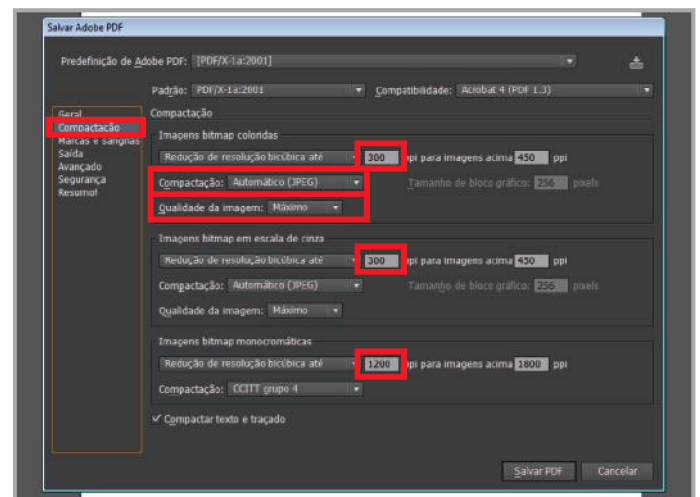 Salvar Adobe PDF
Predefinição de Adobe PDF: [PDF/X-1a:2001]
Padrão: PDF/X-1a:2001 Compatibilidade: Acrobat 4 (PDF 1.3)
Geral
Compactação
Marcas e sangrias
Saída
Avançado
Segurança
Resumo!
Compactação
Imagens bitmap coloridas
Redução de resolução bicúbica até 300 ppi para imagens acima 450 ppi
Compactação: Automático (JPEG) Tamanho de bloco gráfico: 256 pixels
Qualidade da imagem: Máximo
Imagens bitmap em escala de cinza
Redução de resolução bicúbica até 300 ppi para imagens acima 450 ppi
Compactação: Automático (JPEG) Tamanho de bloco gráfico: 256 pixels
Qualidade da imagem: Máximo
Imagens bitmap monocromáticas
Redução de resolução bicúbica até 1200 ppi para imagens acima 1800 ppi
Compactação: CCITT grupo 4
Compactar texto e traçado
Salvar PDF Cancelar